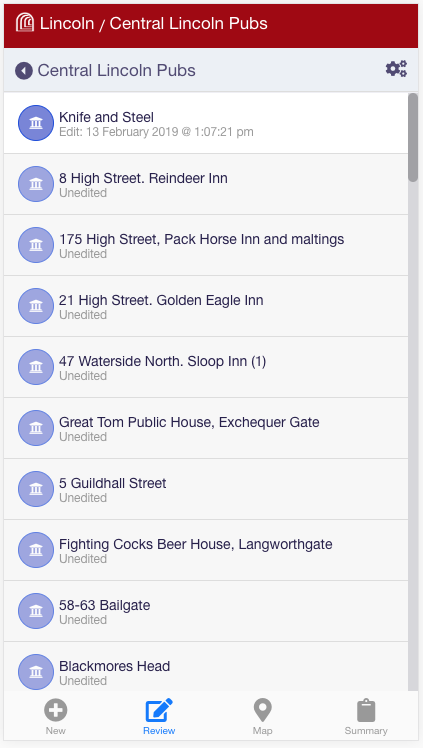 Lincoln / Central Lincoln Pubs
Central Lincoln Pubs
Knife and Steel
Edit: 13 February 2019 @ 1:07:21 pm
8 High Street. Reindeer Inn
Unedited
175 High Street, Pack Horse Inn and maltings
Unedited
21 High Street. Golden Eagle Inn
Unedited
47 Waterside North. Sloop Inn (1)
Unedited
Great Tom Public House, Exchequer Gate
Unedited
5 Guildhall Street
Unedited
Fighting Cocks Beer House, Langworthgate
Unedited
58-63 Bailgate
Unedited
Blackmores Head
Unedited
New Review Map Summary